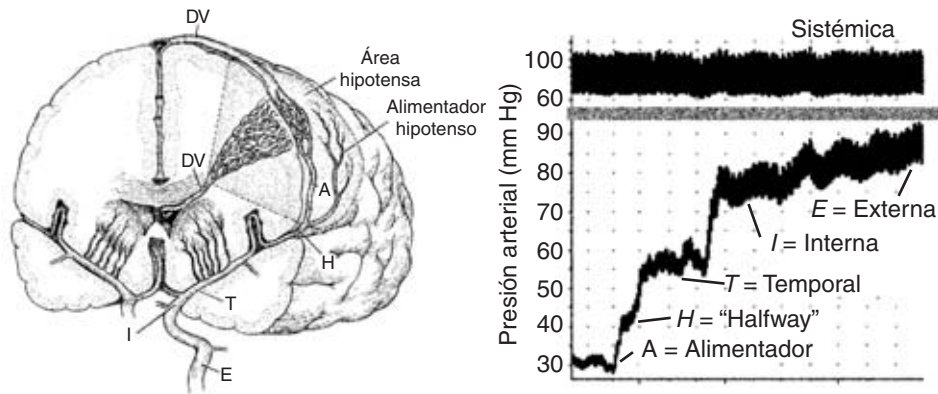 DV
Área
hipotensa
Alimentador
hipotenso
DV
A
H
T
I
E
Sistémica
Presión arterial (mm Hg)
100
60
90
80
70
60
50
40
30
E = Externa
I = Interna
T = Temporal
H = “Halfway”
A = Alimentador